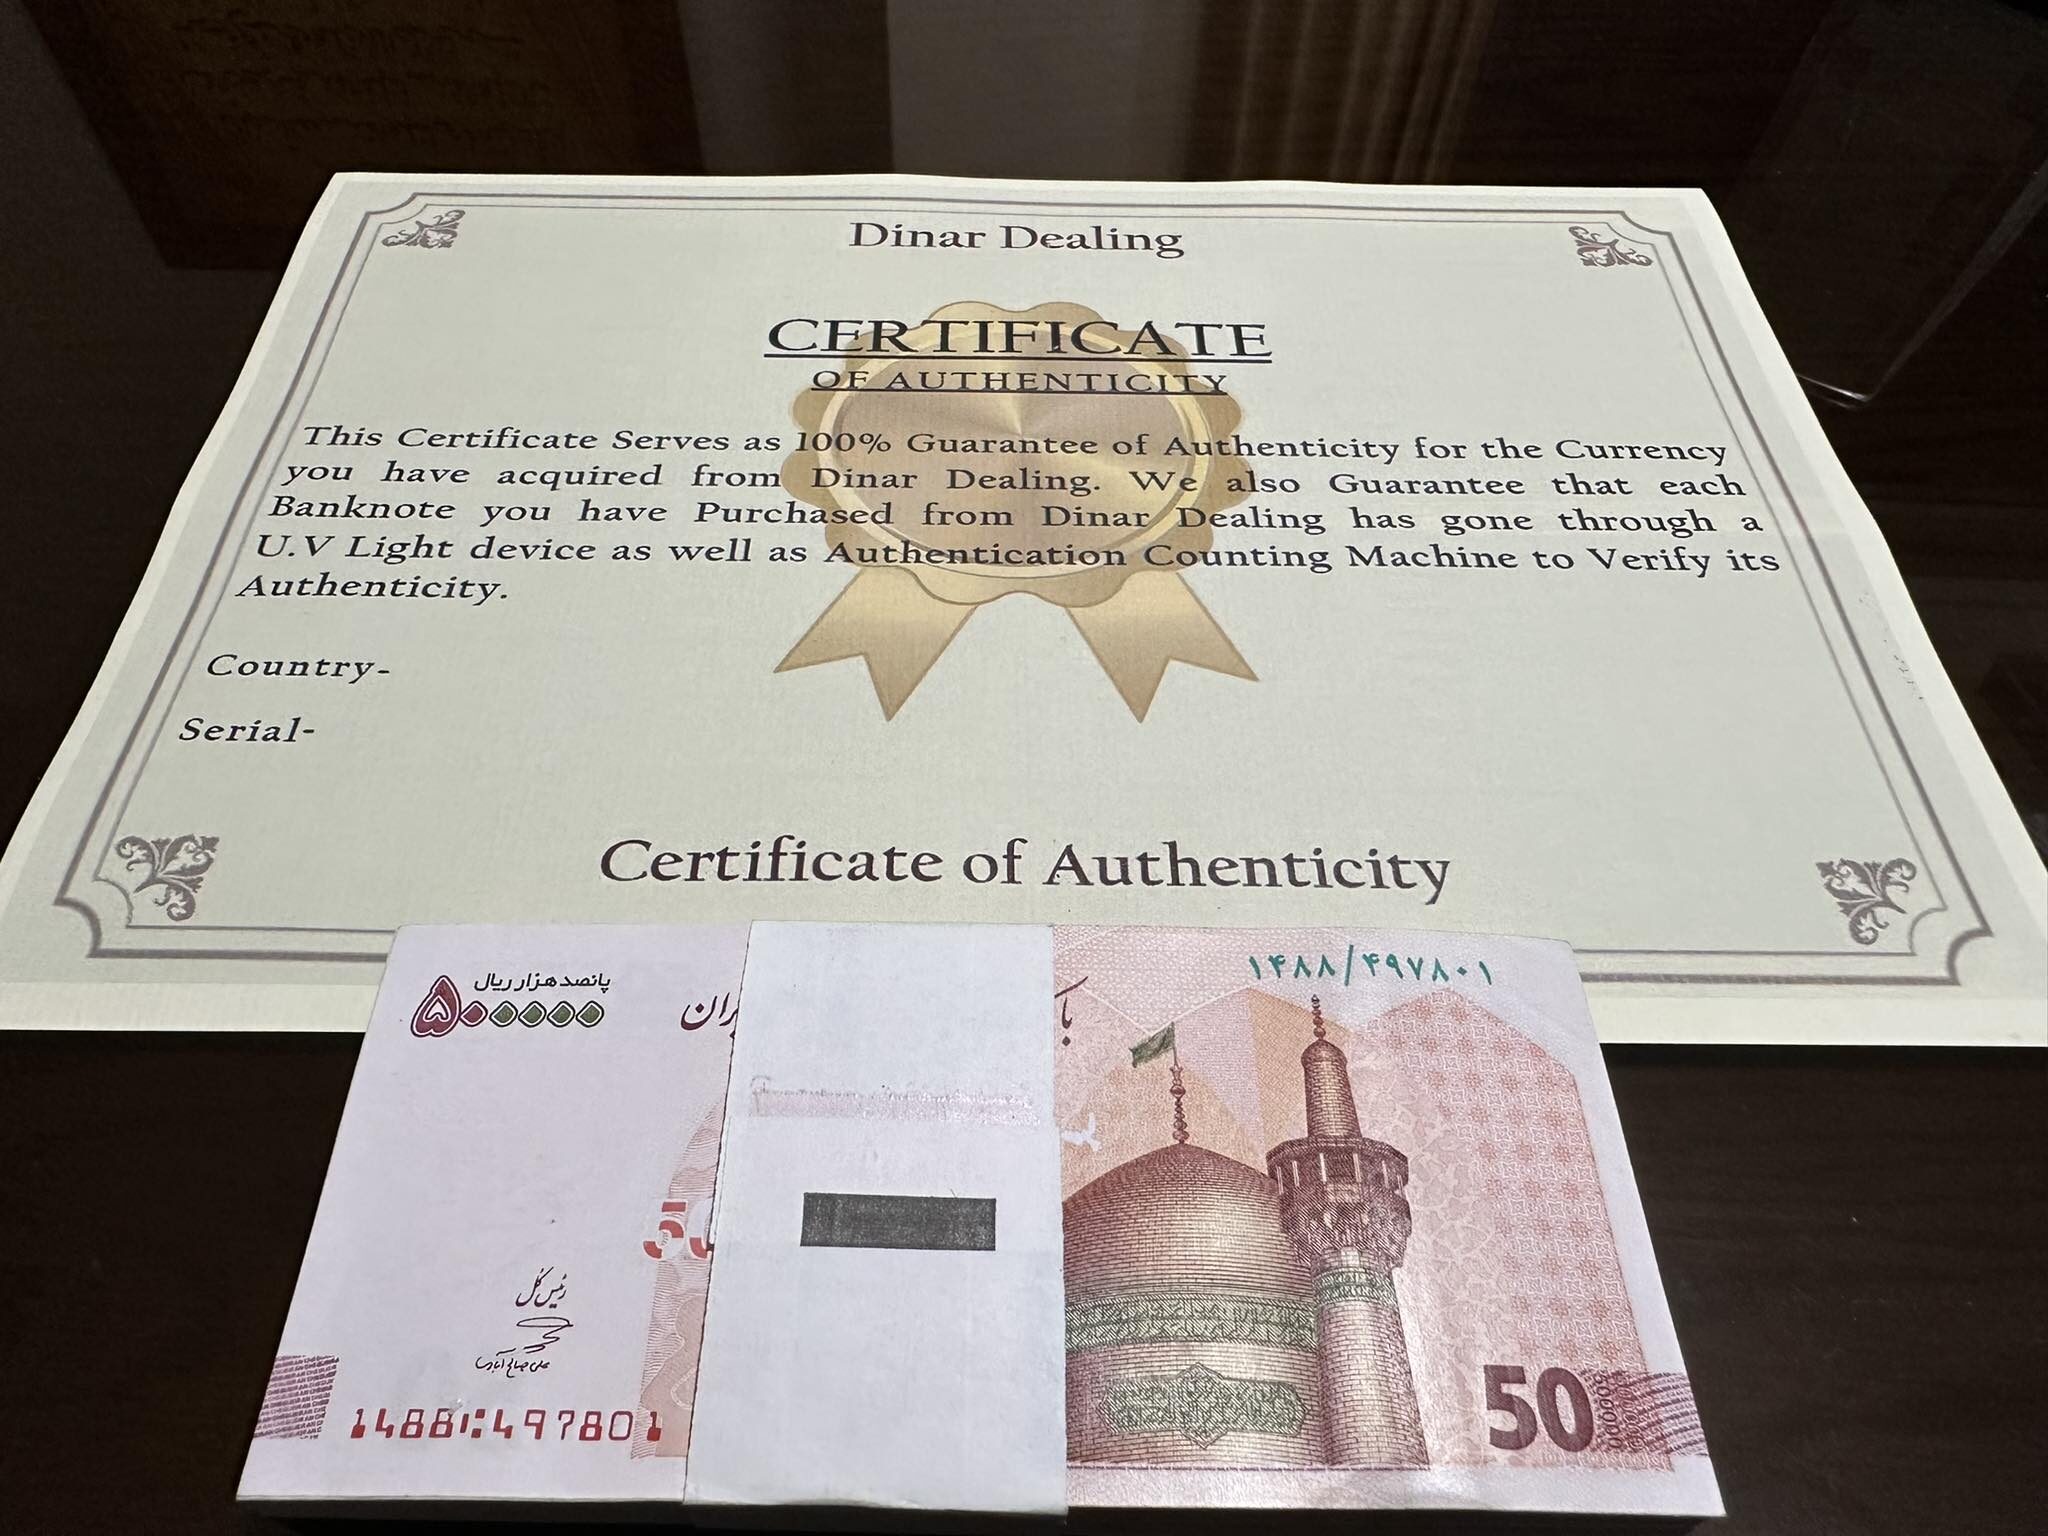 Dinar Dealing
CERTIFICATE
OF AUTHENTICITY
This Certificate Serves as 100% Guarantee of Authenticity for the Currency
you have acquired from Dinar Dealing. We also Guarantee that each
Banknote you have Purchased from Dinar Dealing has gone through a
U.V Light device as well as Authentication Counting Machine to Verify its
Authenticity.
Country-
Serial-
Certificate of Authenticity
پانصد هزار ریال
۵۰۰۰۰۰
۱۴۸۸/۴۹۷۸۰۱
رئیس کل
1488 497801
50